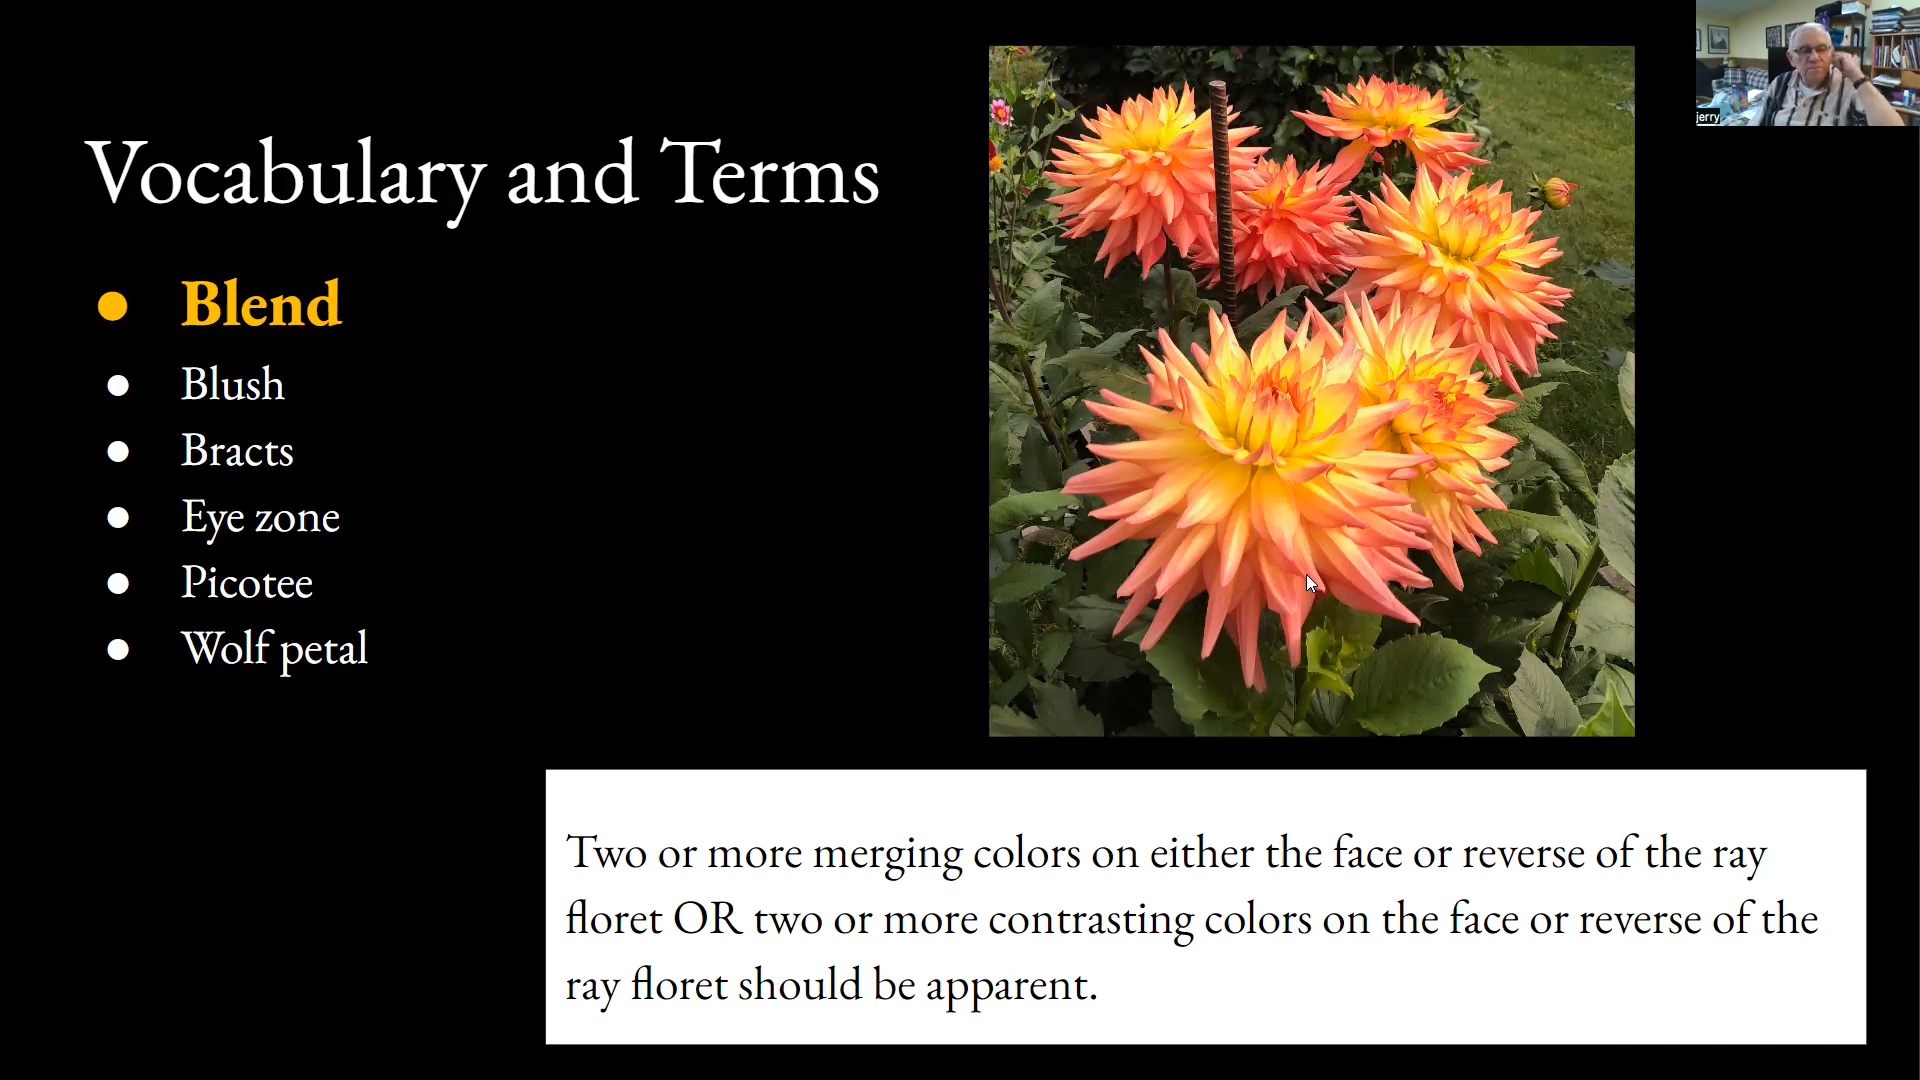 Vocabulary and Terms
Blend
Blush
Bracts
Eye zone
Picotee
Wolf petal
Two or more merging colors on either the face or reverse of the ray
floret OR two or more contrasting colors on the face or reverse of the
ray floret should be apparent.
jerry